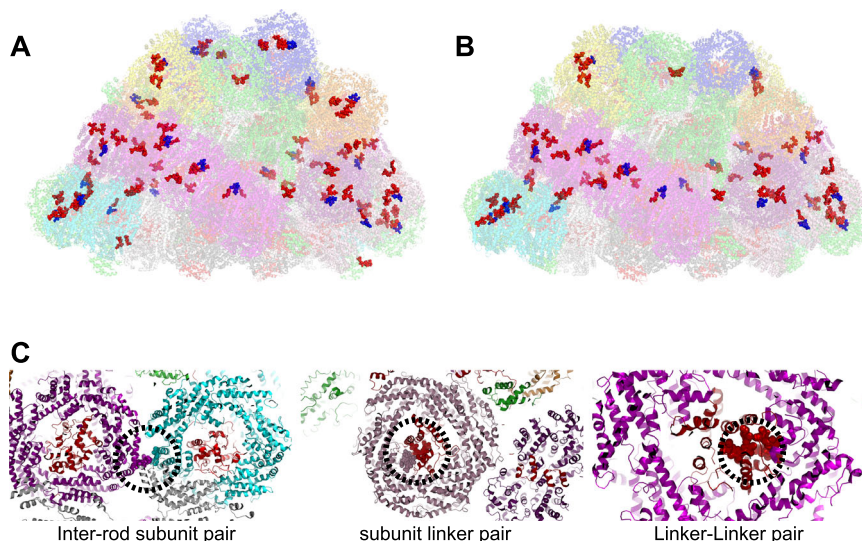 A
B
C
Inter-rod subunit pair
subunit linker pair
Linker-Linker pair